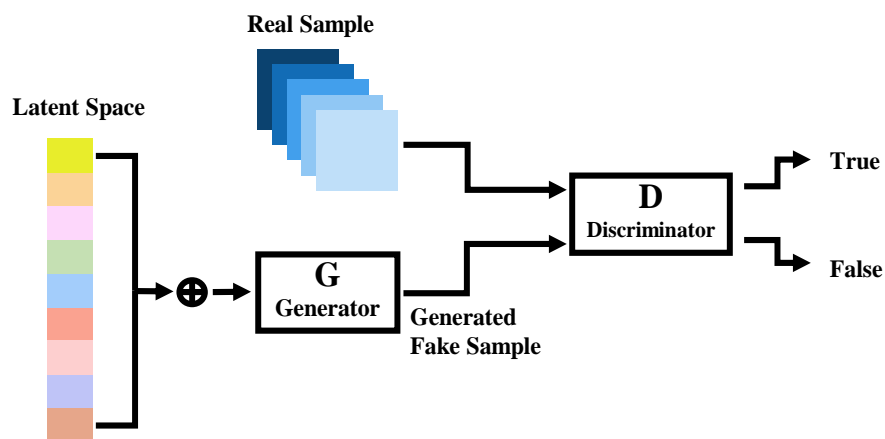 Real Sample
Latent Space
True
D
Discriminator
G
Generator
False
Generated
Fake Sample